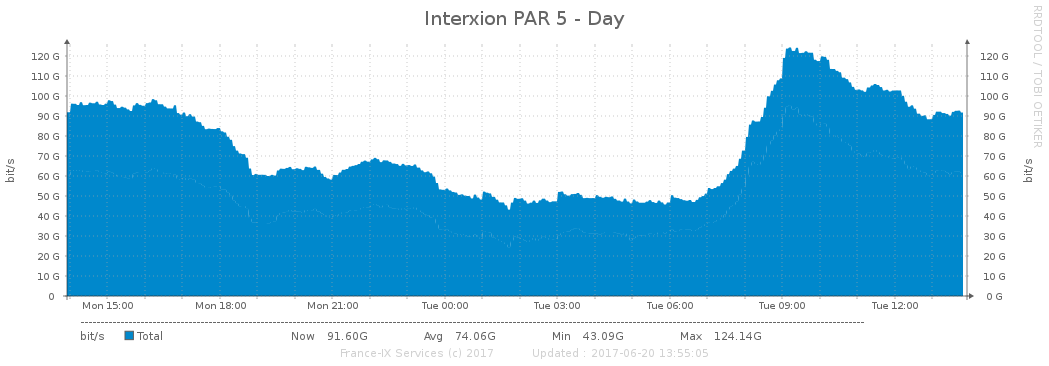 Interxion PAR 5 - Day
RRDTOOL / TOBI OETIKER
bit/s
bit/s
120 G 120 G
110 G 110 G
100 G 100 G
90 G 90 G
80 G 80 G
70 G 70 G
60 G 60 G
50 G 50 G
40 G 40 G
30 G 30 G
20 G 20 G
10 G 10 G
0 0 G
Mon 15:00 Mon 18:00 Mon 21:00 Tue 00:00 Tue 03:00 Tue 06:00 Tue 09:00 Tue 12:00
bit/s Total Now 91.60G Avg 74.06G Min 43.09G Max 124.14G
France-IX Services (c) 2017 Updated : 2017-06-20 13:55:05